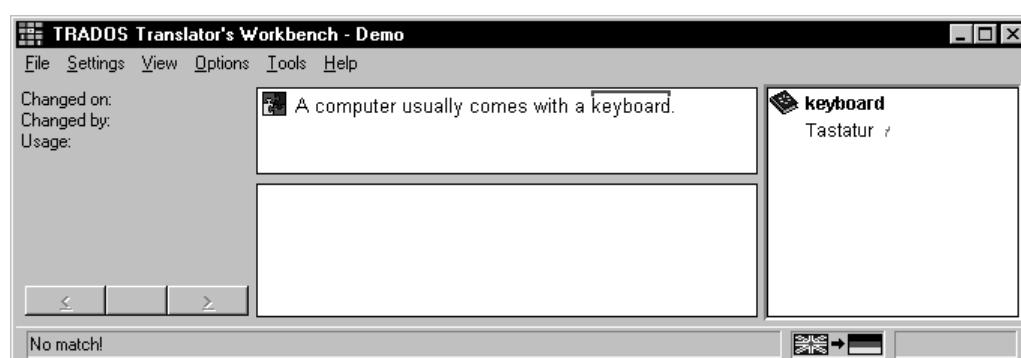 TRADOS Translator's Workbench - Demo
File Settings View Options Tools Help
Changed on:
Changed by:
Usage:
A computer usually comes with a keyboard.
keyboard
Tastatur
< >
No match!